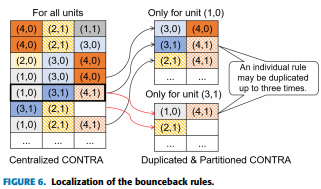 For all units
(4,0) (2,1) (1,1)
(4,0) (2,1) (3,0)
(2,0) (3,0) (4,0)
(1,0) (3,0) (4,0)
(1,0) (3,1) (4,1)
(3,1) (2,1)
(1,0) (2,1) (4,1)
... ... ...
Centralized CONTRA
Only for unit (1,0)
(3,0) (4,0)
(3,1) (4,1)
(2,1) (4,1)
... ...
Only for unit (3,1)
(1,0) (4,1)
(2,1)
... ...
Duplicated & Partitioned CONTRA
An individual rule
may be duplicated
up to three times.
FIGURE 6. Localization of the bounceback rules.